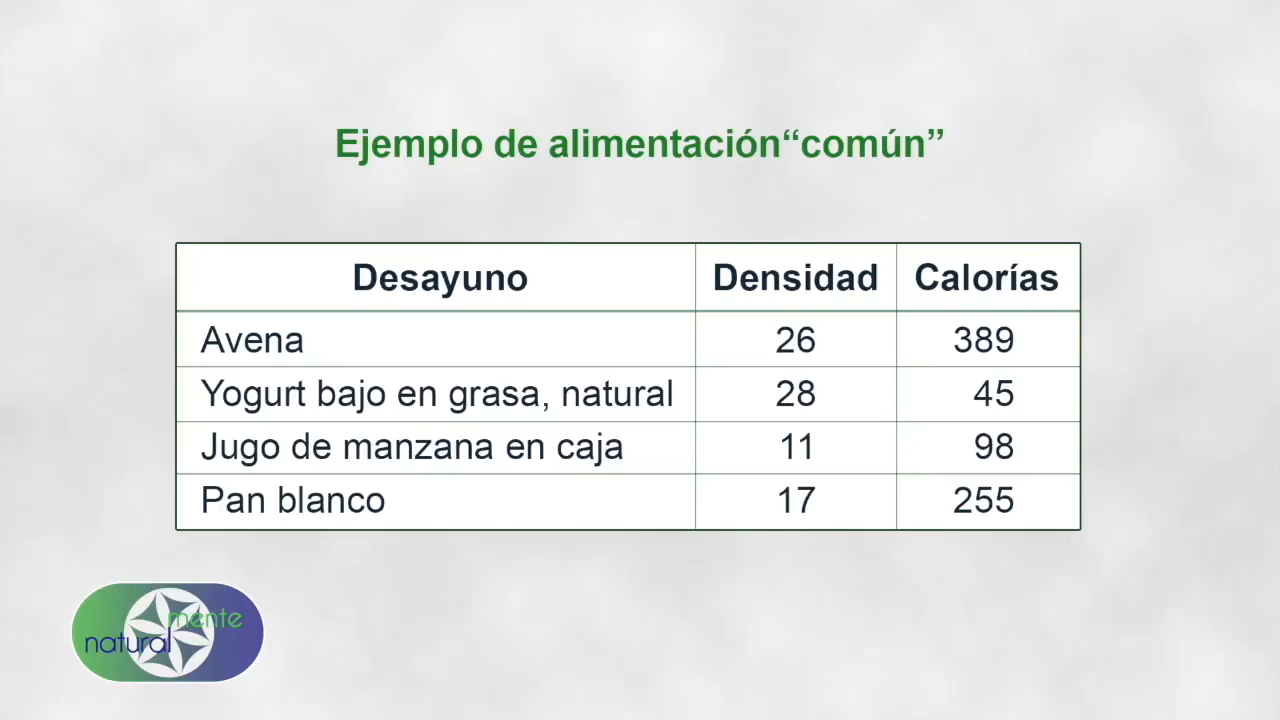 Ejemplo de alimentación“común”
Desayuno Densidad Calorías
Avena 26 389
Yogurt bajo en grasa, natural 28 45
Jugo de manzana en caja 11 98
Pan blanco 17 255
mente
natural